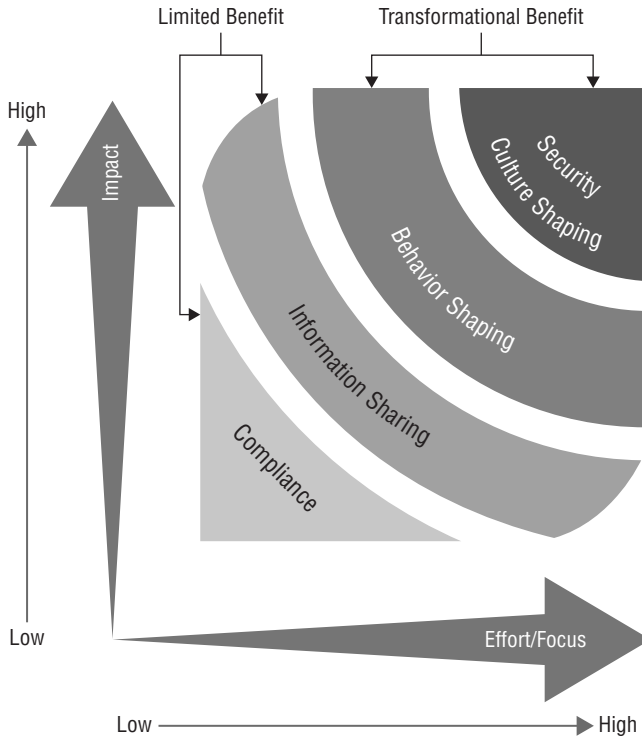 Limited Benefit
Transformational Benefit
High
Impact
Security
Culture Shaping
Behavior Shaping
Information Sharing
Compliance
Low
Effort/Focus
Low
High